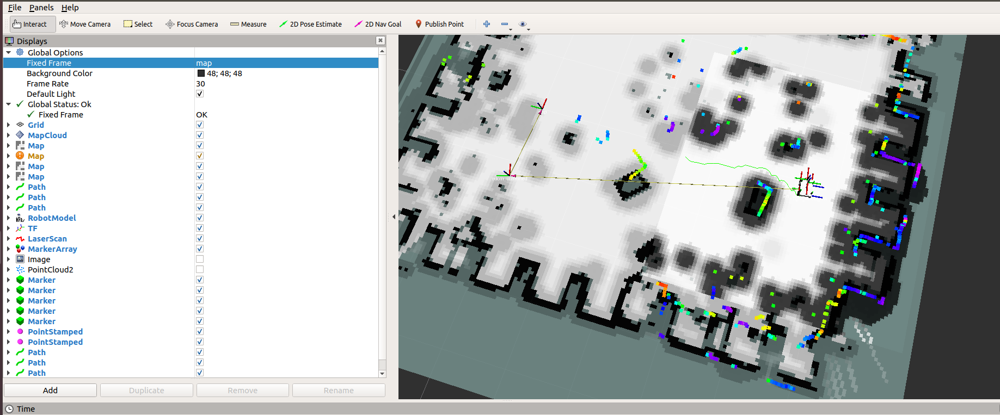 File Panels Help
Interact Move Camera Select Focus Camera Measure 2D Pose Estimate 2D Nav Goal Publish Point
Displays
Global Options
Fixed Frame map
Background Color 48; 48; 48
Frame Rate 30
Default Light
Global Status: Ok
Fixed Frame OK
Grid
MapCloud
Map
Map
Map
Map
Path
Path
Path
RobotModel
TF
LaserScan
MarkerArray
Image
PointCloud2
Marker
Marker
Marker
Marker
Marker
PointStamped
PointStamped
Path
Path
Path
Add Duplicate Remove Rename
Time